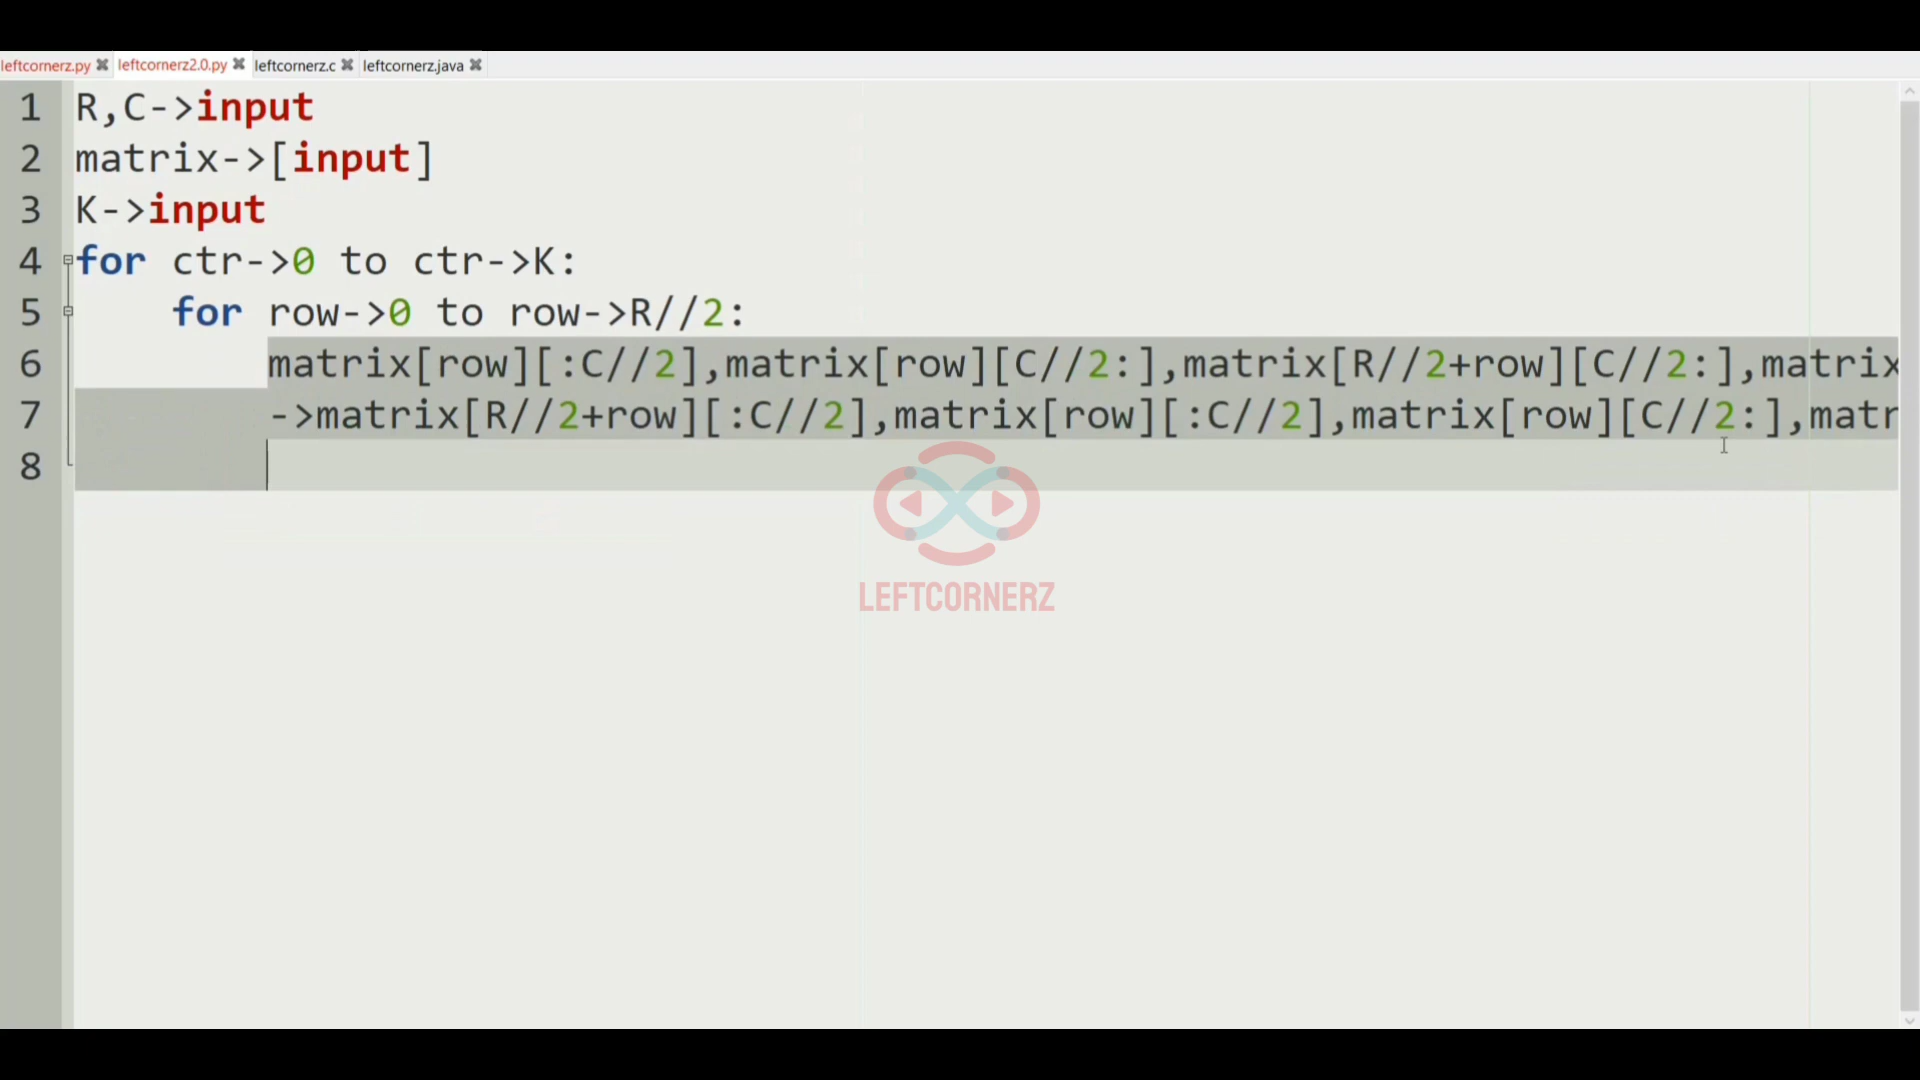 leftcornerz.py leftcornerz2.0.py leftcornerz.c leftcornerz.java
1 R,C->input
2 matrix->[input]
3 K->input
4 for ctr->0 to ctr->K:
5 for row->0 to row->R//2:
6 matrix[row][:C//2],matrix[row][C//2:],matrix[R//2+row][C//2:],matrix
7 ->matrix[R//2+row][:C//2],matrix[row][:C//2],matrix[row][C//2:],matr
8
LEFTCORNERZ